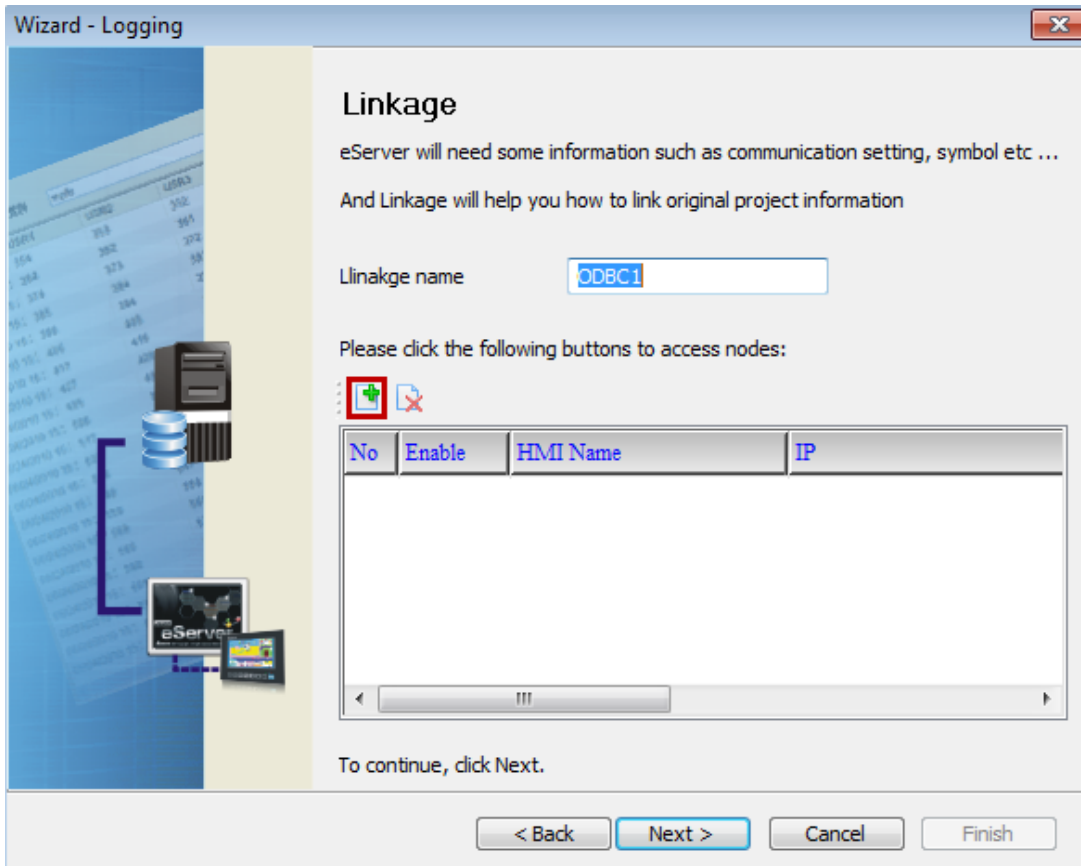 Wizard - Logging
Linkage
eServer will need some information such as communication setting, symbol etc ...
And Linkage will help you how to link original project information
Llinakge name
ODBC1
Please click the following buttons to access nodes:
No Enable HMI Name IP
eServer
To continue, click Next.
< Back Next > Cancel Finish